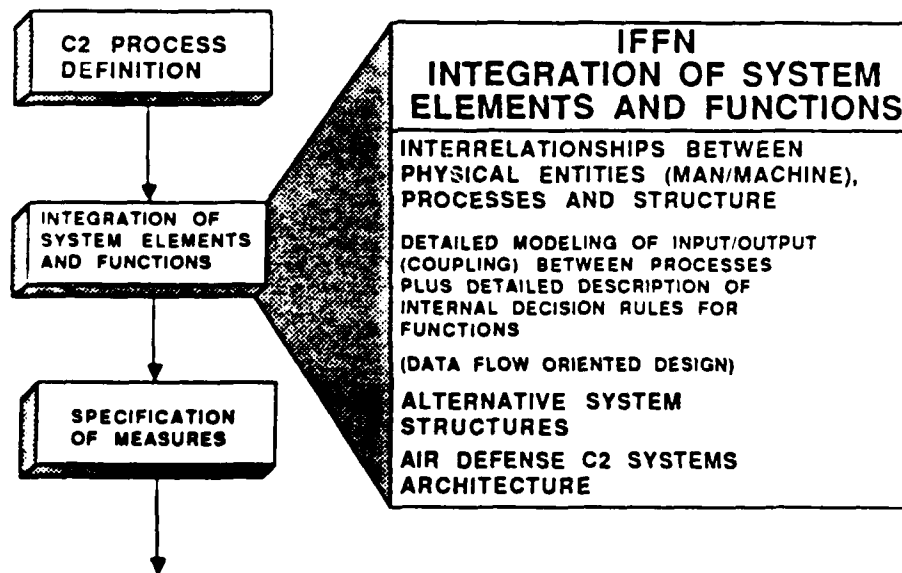 C2 PROCESS
DEFINITION
INTEGRATION OF
SYSTEM ELEMENTS
AND FUNCTIONS
SPECIFICATION
OF MEASURES
IFFN
INTEGRATION OF SYSTEM
ELEMENTS AND FUNCTIONS
INTERRELATIONSHIPS BETWEEN
PHYSICAL ENTITIES (MAN/MACHINE),
PROCESSES AND STRUCTURE
DETAILED MODELING OF INPUT/OUTPUT
(COUPLING) BETWEEN PROCESSES
PLUS DETAILED DESCRIPTION OF
INTERNAL DECISION RULES FOR
FUNCTIONS
(DATA FLOW ORIENTED DESIGN)
ALTERNATIVE SYSTEM
STRUCTURES
AIR DEFENSE C2 SYSTEMS
ARCHITECTURE